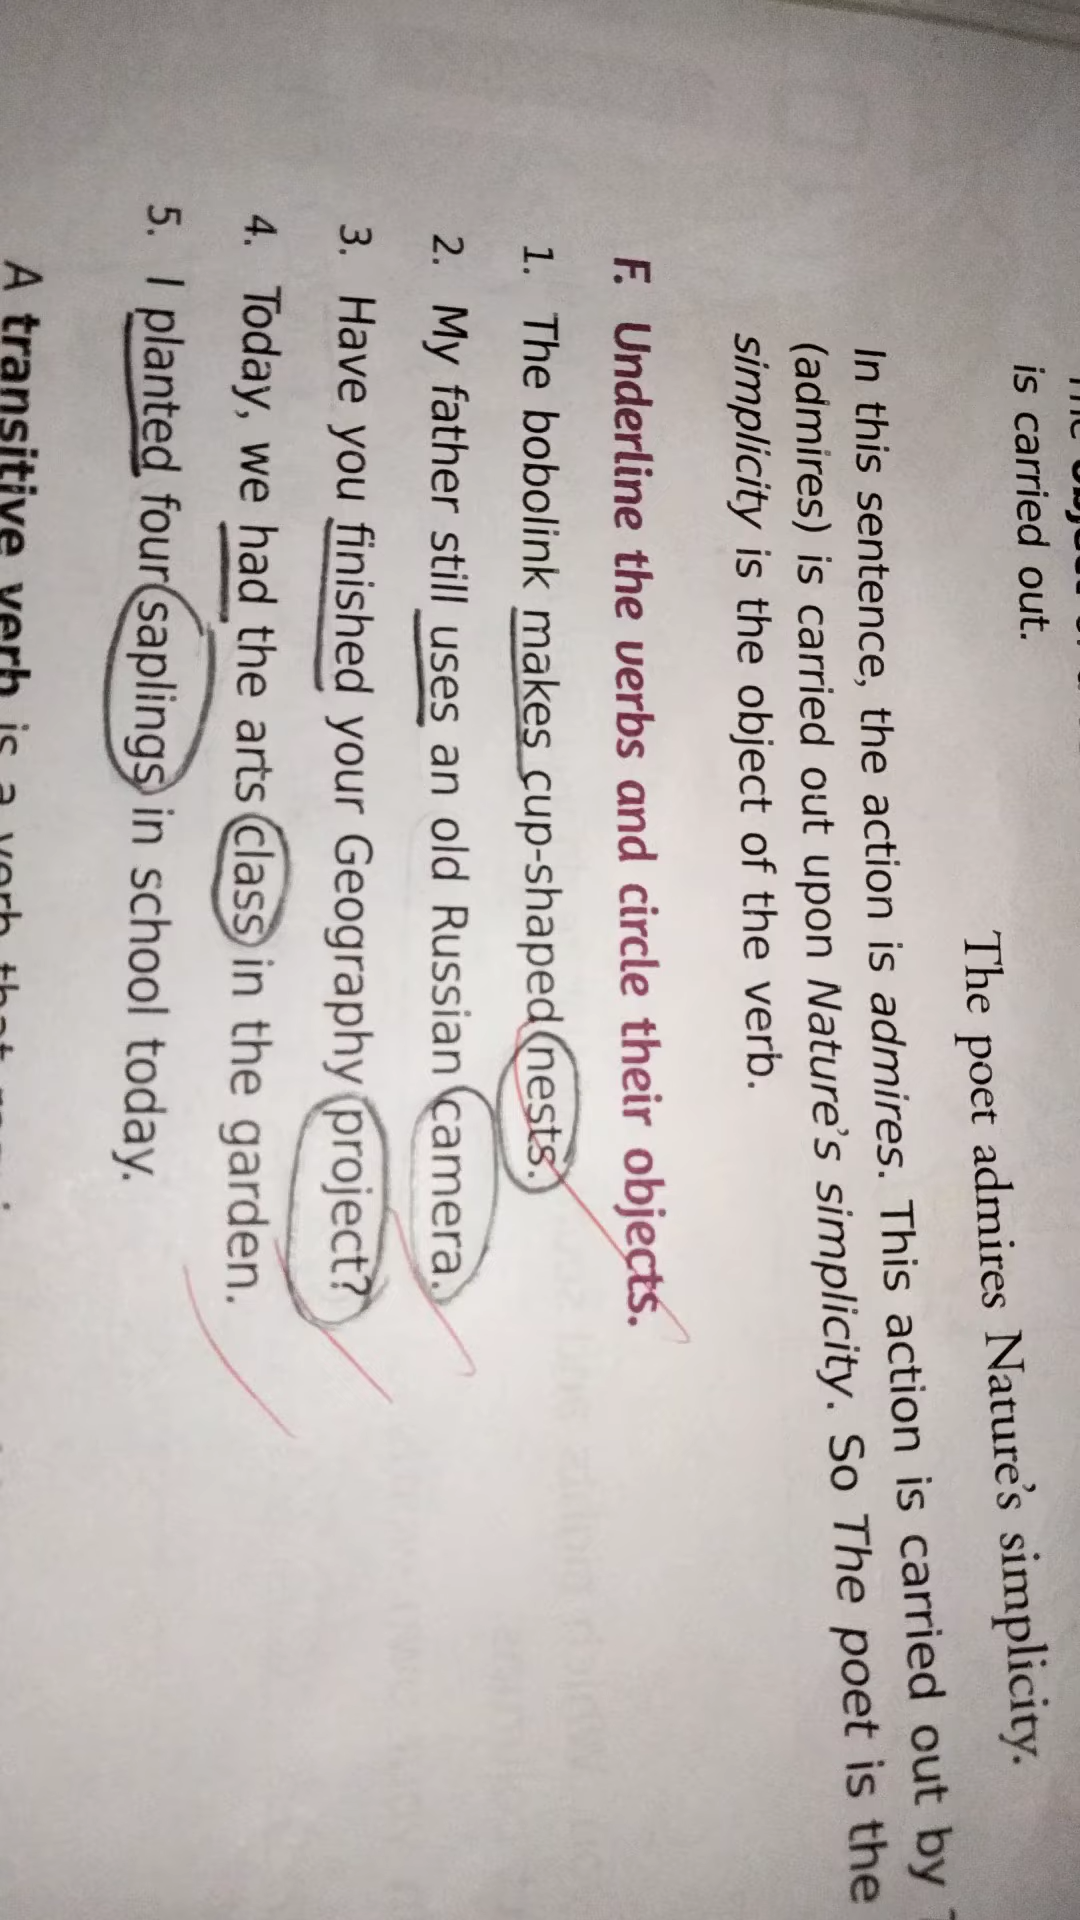 is carried out.
The poet admires Nature's simplicity.
In this sentence, the action is admires. This action is carried out by
(admires) is carried out upon Nature's simplicity. So The poet is the
simplicity is the object of the verb.
F. Underline the verbs and circle their objects.
1. The bobolink makes cup-shaped nests.
2. My father still uses an old Russian camera.
3. Have you finished your Geography project?
4. Today, we had the arts class in the garden.
5. I planted four saplings in school today.
A transitive verb is a verb that